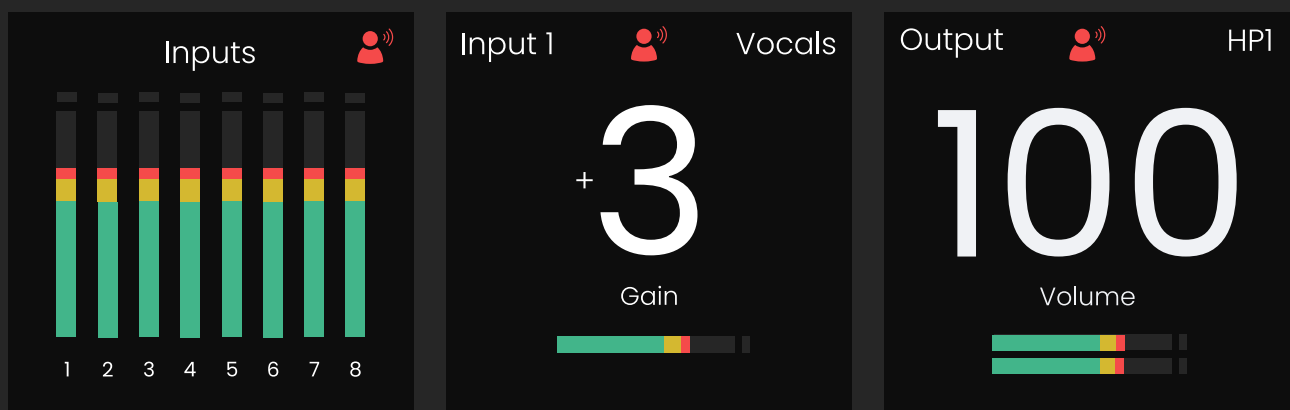 Inputs
1 2 3 4 5 6 7 8
Input 1 Vocals
+3
Gain
Output HP1
100
Volume